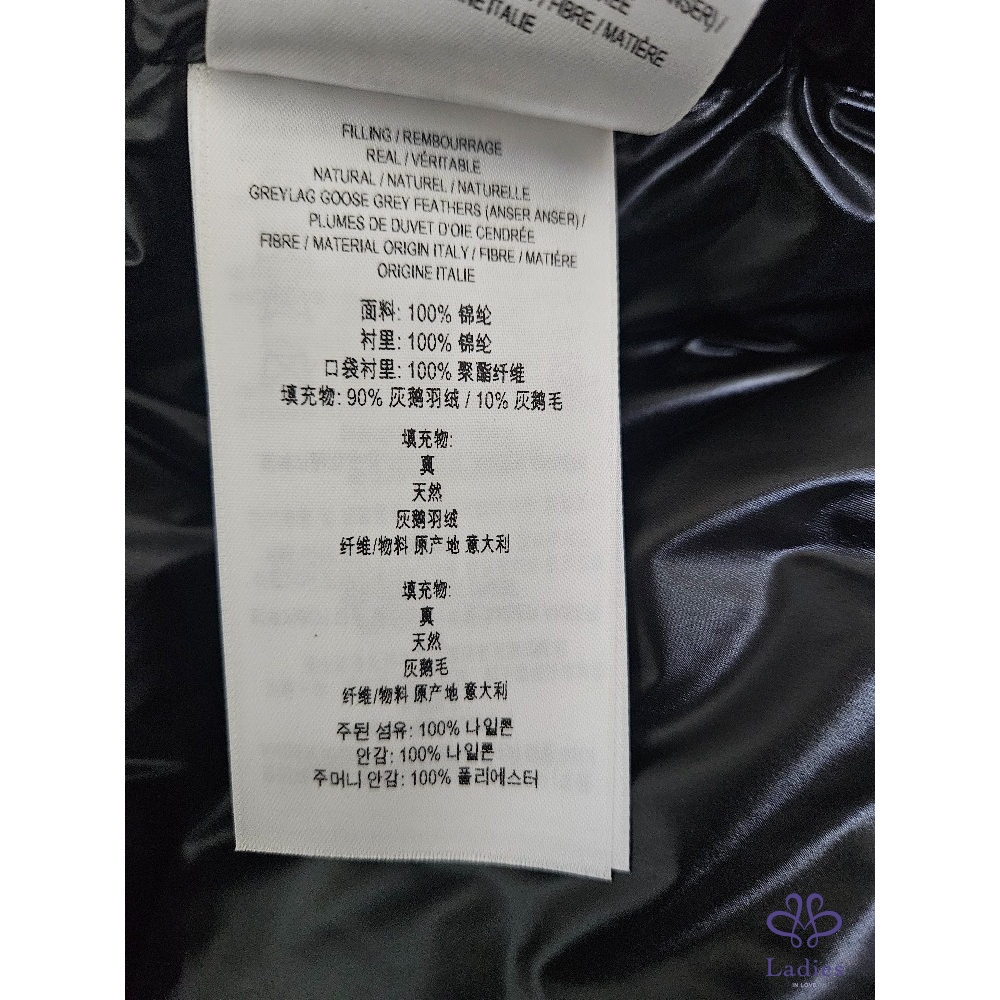 ANSER) /
/ FIBRE / MATIÈRE
NE ITALIE
FILLING / REMBOURRAGE
REAL / VÉRITABLE
NATURAL / NATUREL / NATURELLE
GREYLAG GOOSE GREY FEATHERS (ANSER ANSER) /
PLUMES DE DUVET D'OIE CENDRÉE
FIBRE / MATERIAL ORIGIN ITALY / FIBRE / MATIÈRE
ORIGINE ITALIE
面料: 100% 锦纶
衬里: 100% 锦纶
口袋衬里: 100% 聚酯纤维
填充物: 90% 灰鹅羽绒 / 10% 灰鹅毛
填充物:
真
天然
灰鹅羽绒
纤维/物料 原产地 意大利
填充物:
真
天然
灰鹅毛
纤维/物料 原产地 意大利
주된 섬유: 100% 나일론
안감: 100% 나일론
주머니 안감: 100% 폴리에스터
Ladies
IN LOVE